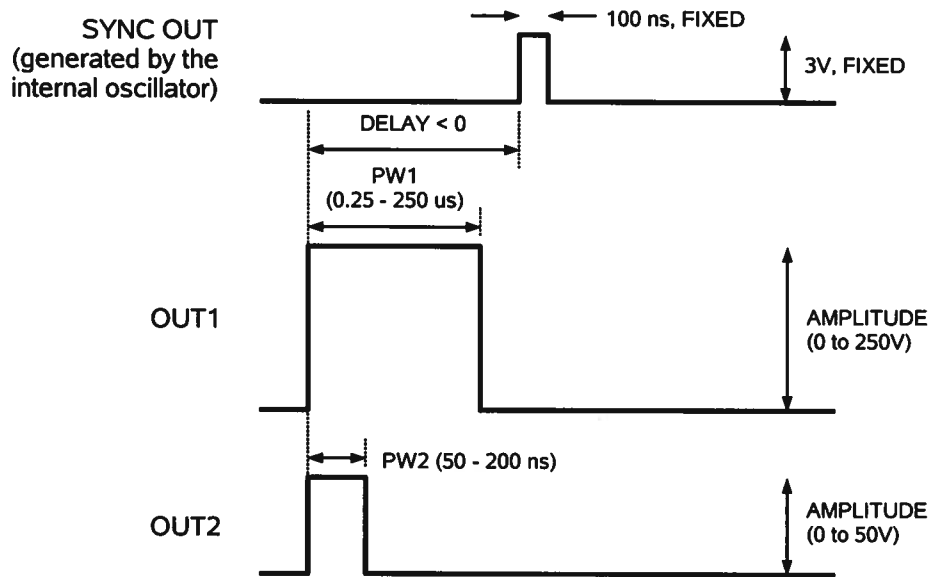 SYNC OUT
(generated by the
internal oscillator)
100 ns, FIXED
3V, FIXED
DELAY < 0
PW1
(0.25 - 250 us)
OUT1
AMPLITUDE
(0 to 250V)
PW2 (50 - 200 ns)
OUT2
AMPLITUDE
(0 to 50V)